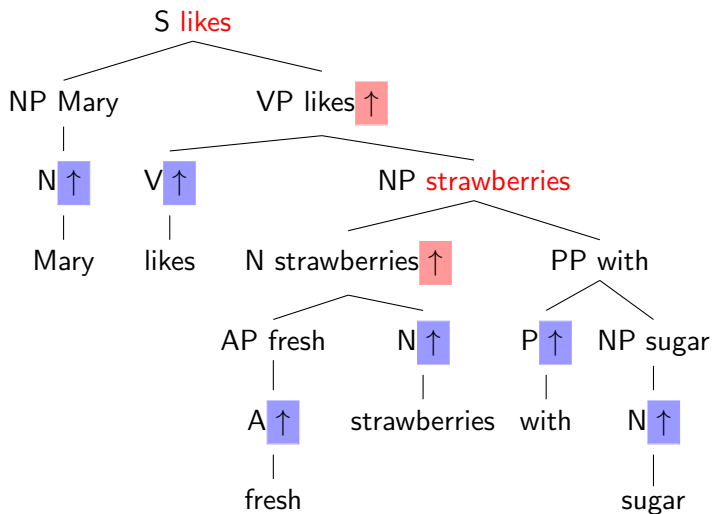 S likes
NP Mary VP likes ↑
N ↑ V ↑ NP strawberries
Mary likes N strawberries ↑ PP with
AP fresh N ↑ P ↑ NP sugar
A ↑ strawberries with N ↑
fresh sugar